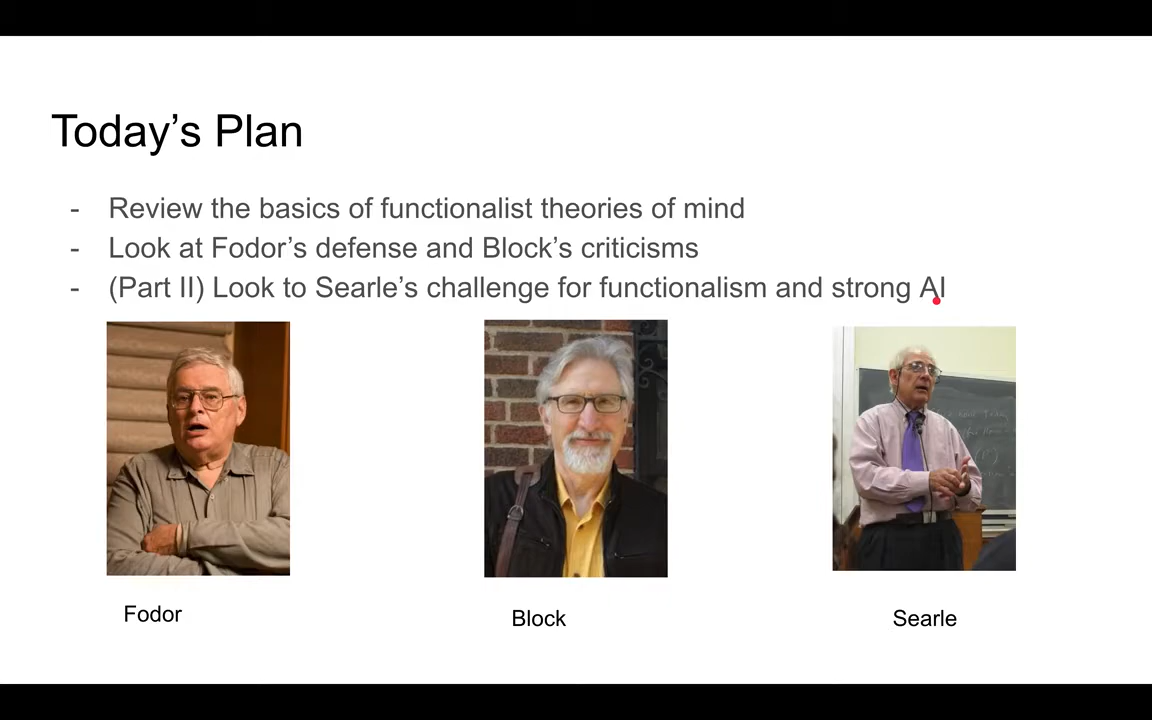 Today's Plan
- Review the basics of functionalist theories of mind
- Look at Fodor's defense and Block's criticisms
- (Part II) Look to Searle's challenge for functionalism and strong AI
Fodor
Block
Searle